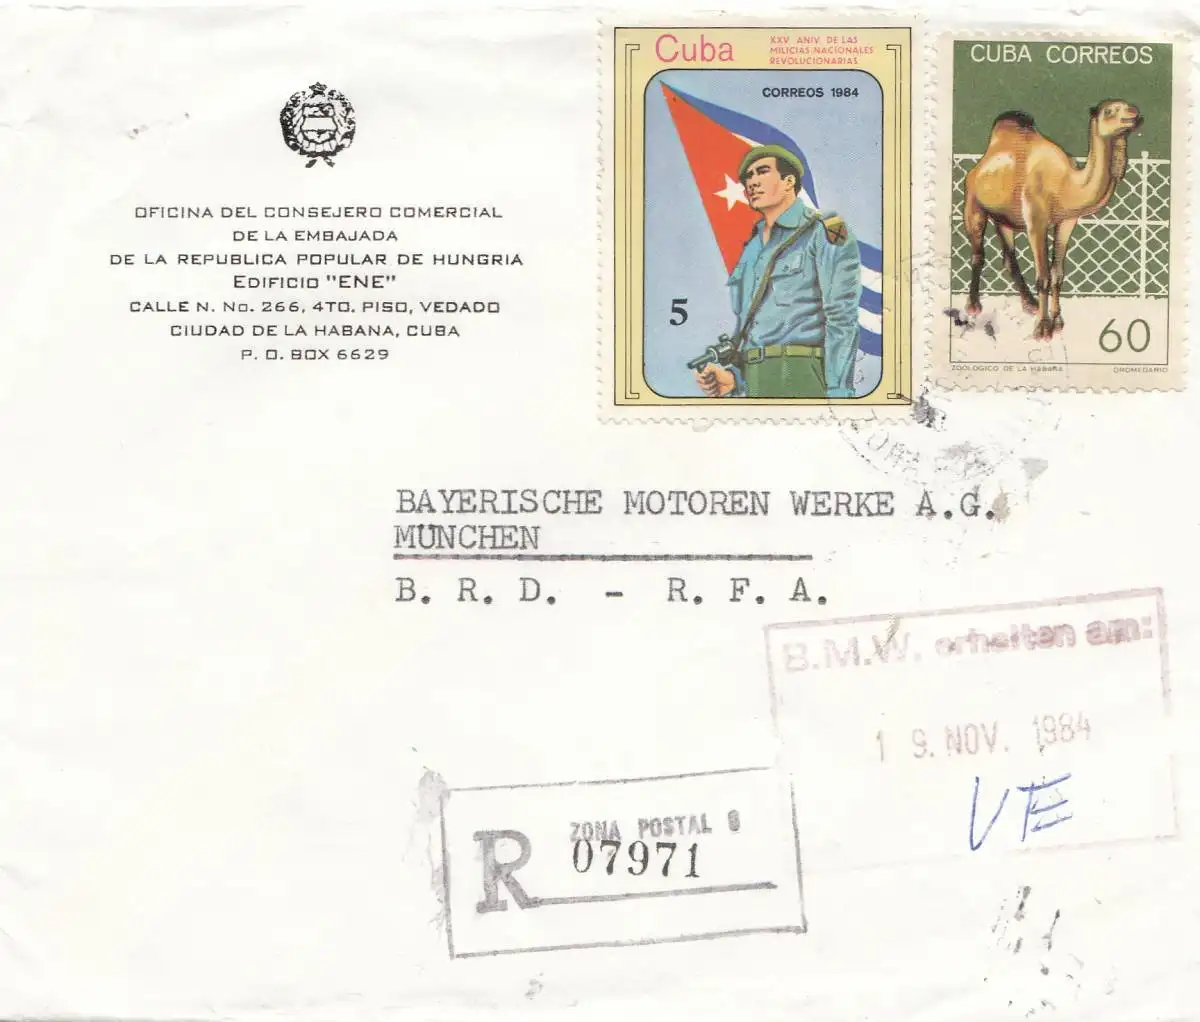 OFICINA DEL CONSEJERO COMERCIAL
DE LA EMBAJADA
DE LA REPUBLICA POPULAR DE HUNGRIA
EDIFICIO "ENE"
CALLE N. No. 266, 4TO. PISO, VEDADO
CIUDAD DE LA HABANA, CUBA
P. O. BOX 6629
Cuba
XXV ANIV. DE LAS
MILICIAS NACIONALES
REVOLUCIONARIAS
CORREOS 1984
5
CUBA CORREOS
60
ZOOLOGICO DE LA HABANA DROMEDARIO
BAYERISCHE MOTOREN WERKE A.G.
MÜNCHEN
B. R. D. - R. F. A.
B.M.W. erhalten am:
19. NOV. 1984
VE
R ZONA POSTAL
07971